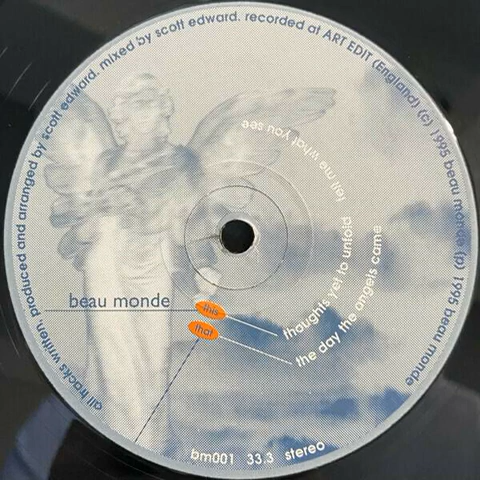 all tracks written, produced and arranged by scott edward. mixed by scott edward. recorded at ART EDIT (England) (c) 1995 beau monde (p) 1995 beau monde
tell me what you see
thoughts yet to unfold
the day the angels came
beau monde
this
that
bm001 33.3 stereo